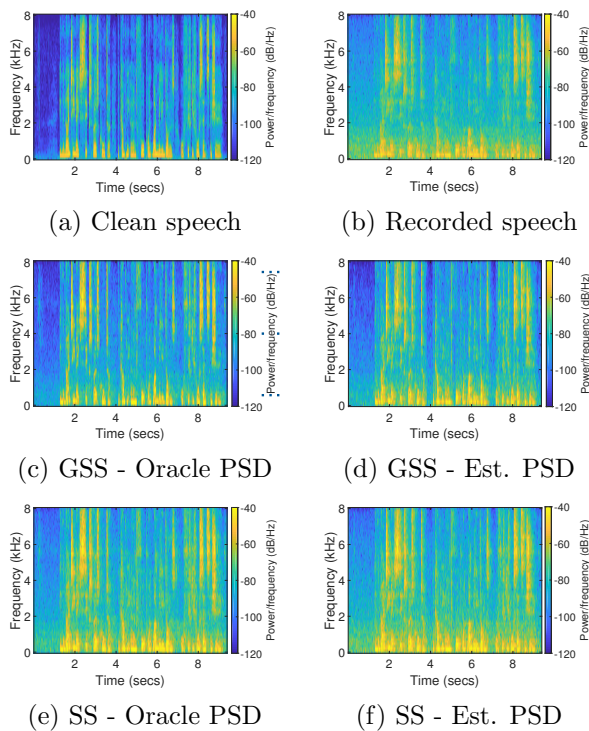 8
6
4
2
0
Frequency (kHz)
2 4 6 8
Time (secs)
-40
-60
-80
-100
-120
Power/frequency (dB/Hz)
(a) Clean speech
8
6
4
2
0
Frequency (kHz)
2 4 6 8
Time (secs)
-40
-60
-80
-100
-120
Power/frequency (dB/Hz)
(b) Recorded speech
8
6
4
2
0
Frequency (kHz)
2 4 6 8
Time (secs)
-40
-60
-80
-100
-120
Power/frequency (dB/Hz)
(c) GSS - Oracle PSD
8
6
4
2
0
Frequency (kHz)
2 4 6 8
Time (secs)
-40
-60
-80
-100
-120
Power/frequency (dB/Hz)
(d) GSS - Est. PSD
8
6
4
2
0
Frequency (kHz)
2 4 6 8
Time (secs)
-40
-60
-80
-100
-120
Power/frequency (dB/Hz)
(e) SS - Oracle PSD
8
6
4
2
0
Frequency (kHz)
2 4 6 8
Time (secs)
-40
-60
-80
-100
-120
Power/frequency (dB/Hz)
(f) SS - Est. PSD